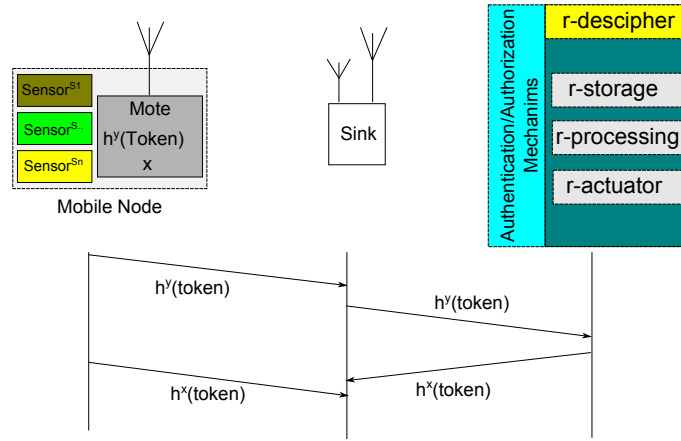 Sensor^S1
Sensor^S..
Sensor^Sn
Mote
h^y(Token)
x
Mobile Node
Sink
Authentication/Authorization
Mechanims
r-descipher
r-storage
r-processing
r-actuator
h^y(token)
h^y(token)
h^x(token)
h^x(token)